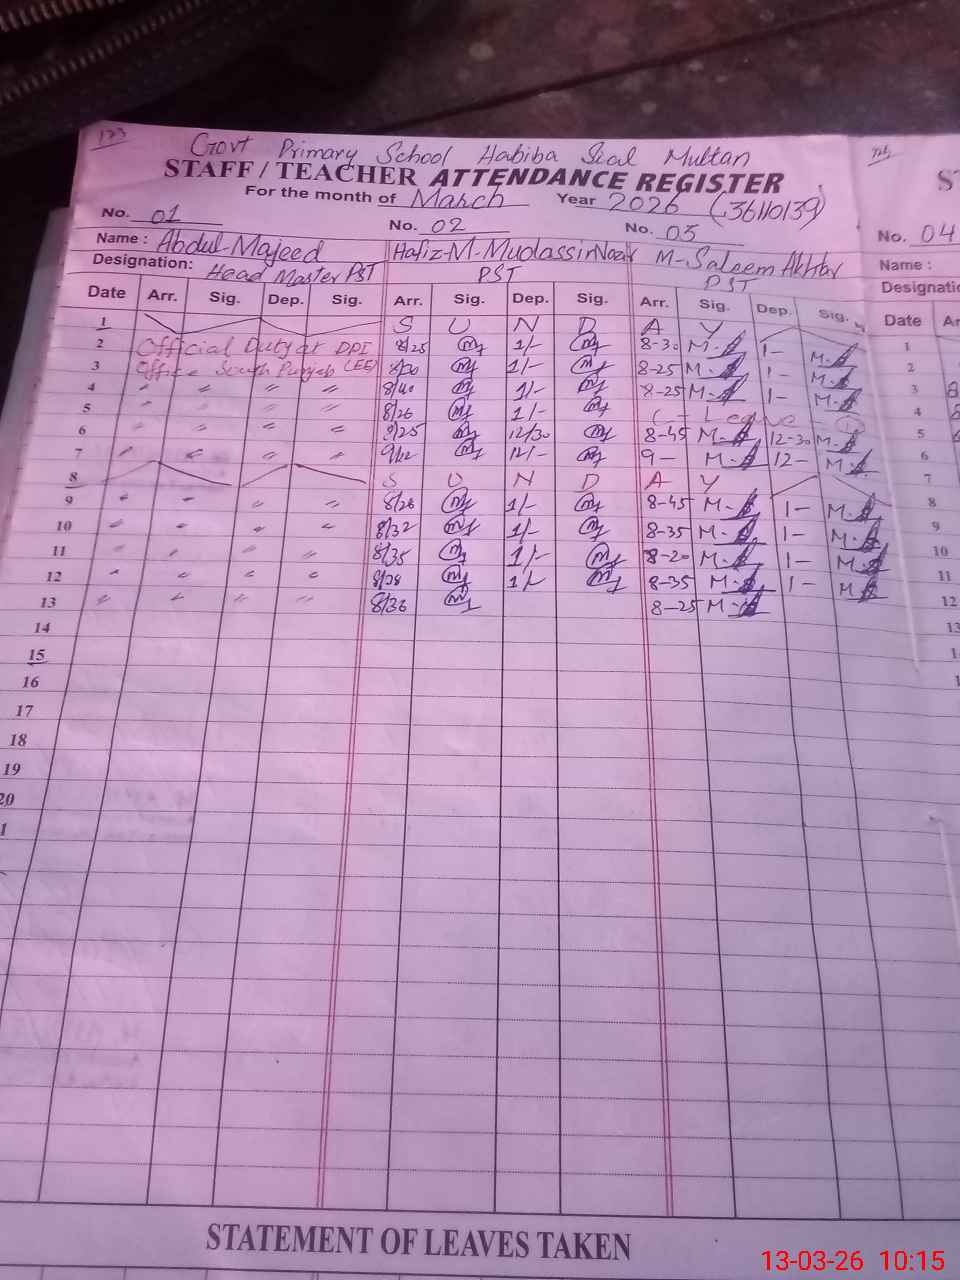 123
Govt Primary School Habiba Sial Multan
STAFF / TEACHER ATTENDANCE REGISTER
For the month of March Year 2026 (36110139)
No. 01 No. 02 No. 03 No. 04
Name : Abdul-Majeed Hafiz-M-Mudassir Noor M-Saleem Akhtar Name :
Designation: Head Master PST PST PST
Date Arr. Sig. Dep. Sig. Arr. Sig. Dep. Sig. Arr. Sig. Dep. Sig. Date
1 S U N D A Y 1
2 Official Duty at DPI 8/25 1/- 8-30 M- 1- M- 2
3 Office South Punjab (EE) 8/30 1/- 8-25 M- 1- M- 3
4 〃 〃 〃 〃 8/40 1/- 8-25 M- 1- M- 4
5 〃 〃 〃 8/26 1/- Leave 5
6 〃 〃 〃 〃 8/25 12/30 8-45 M- 12-30 M- 6
7 〃 〃 〃 〃 9/12 12/- 9- M- 12- M- 7
8 S U N D A Y 8
9 〃 〃 〃 〃 8/28 1/- 8-45 M- 1- M- 9
10 〃 〃 〃 〃 8/32 1/- 8-35 M- 1- M- 10
11 〃 〃 〃 〃 8/35 1/- 8-20 M- 1- M- 11
12 〃 〃 〃 〃 8/38 1/- 8-35 M- 1- M 12
13 〃 〃 〃 〃 8/36 8-25 M-
14
15
16
17
18
19
20
STATEMENT OF LEAVES TAKEN
13-03-26 10:15